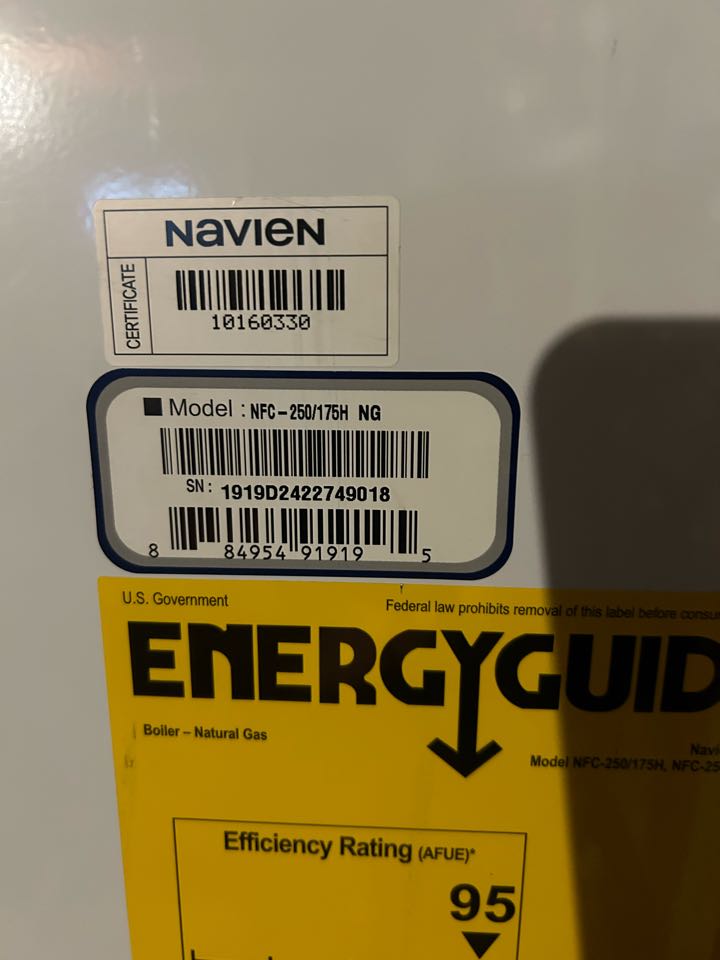 NAVIEN
CERTIFICATE
10160330
Model : NFC-250/175H NG
SN: 1919D2422749018
8 84954 91919 5
U.S. Government
Federal law prohibits removal of this label before
ENERGYGUID
Boiler – Natural Gas
Model NFC-250/175H,
Efficiency Rating (AFUE)*
95